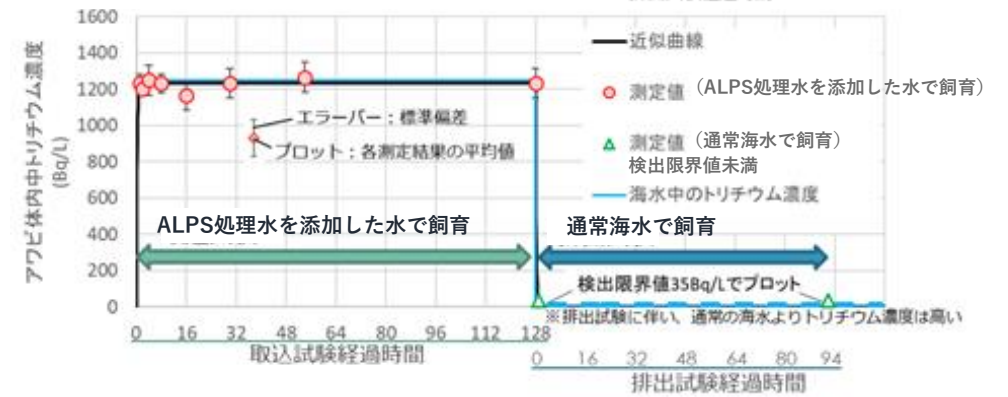 アワビ体内中トリチウム濃度
(Bq/L)
1600
1400
1200
1000
800
600
400
200
0
近似曲線
測定値（ALPS処理水を添加した水で飼育）
測定値（通常海水で飼育）
検出限界値未満
海水中のトリチウム濃度
エラーバー：標準偏差
プロット：各測定結果の平均値
ALPS処理水を添加した水で飼育
通常海水で飼育
検出限界値35Bq/Lでプロット
※排出試験に伴い、通常の海水よりトリチウム濃度は高い
0 16 32 48 64 80 96 112 128
取込試験経過時間
0 16 32 48 64 80 94
排出試験経過時間